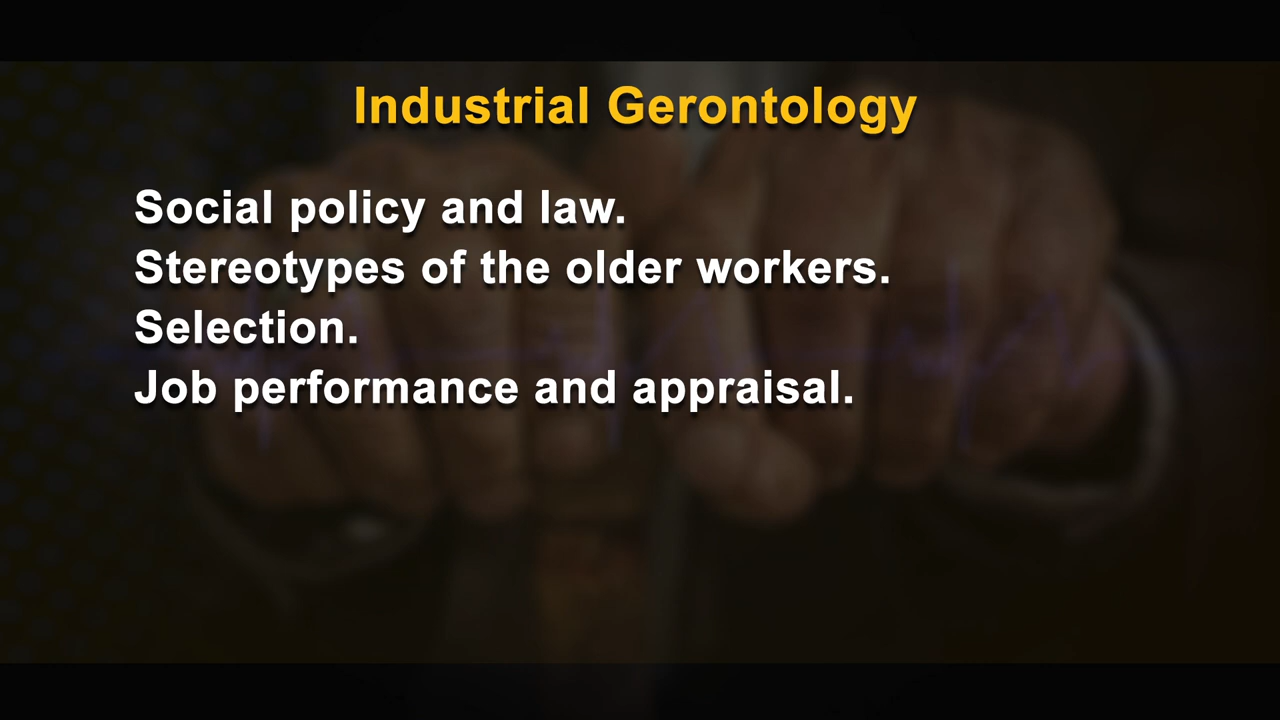 Industrial Gerontology
Social policy and law.
Stereotypes of the older workers.
Selection.
Job performance and appraisal.